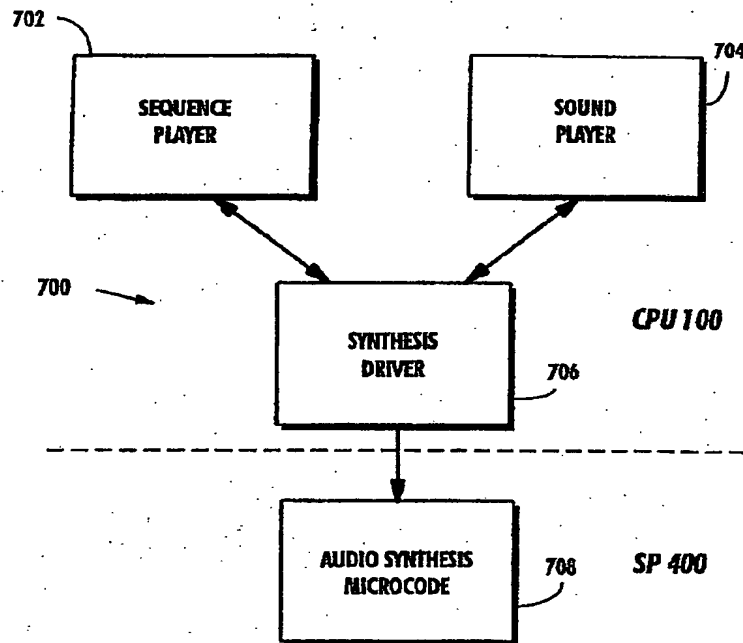 702
704
SEQUENCE
PLAYER
SOUND
PLAYER
700
CPU 100
SYNTHESIS
DRIVER
706
AUDIO SYNTHESIS
MICROCODE
708
SP 400